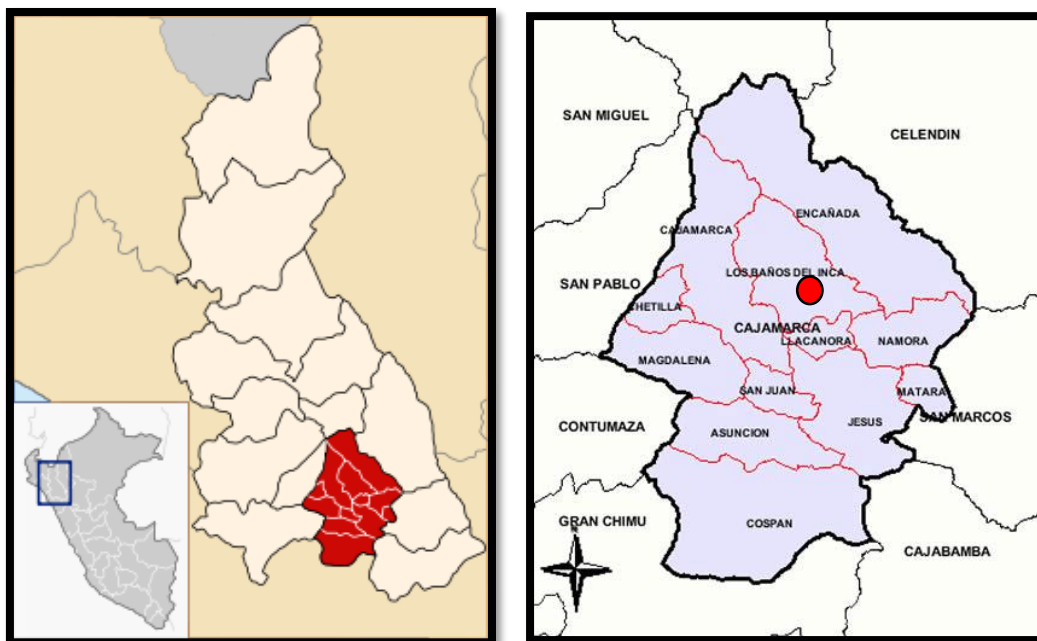 SAN MIGUEL
CELENDIN
ENCAÑADA
CAJAMARCA
LOS BAÑOS DEL INCA
SAN PABLO
CHETILLA
CAJAMARCA
LLACANORA
NAMORA
MAGDALENA
SAN JUAN
MATARA
SAN MARCOS
CONTUMAZA
ASUNCION
JESUS
GRAN CHIMU
COSPAN
N
CAJABAMBA